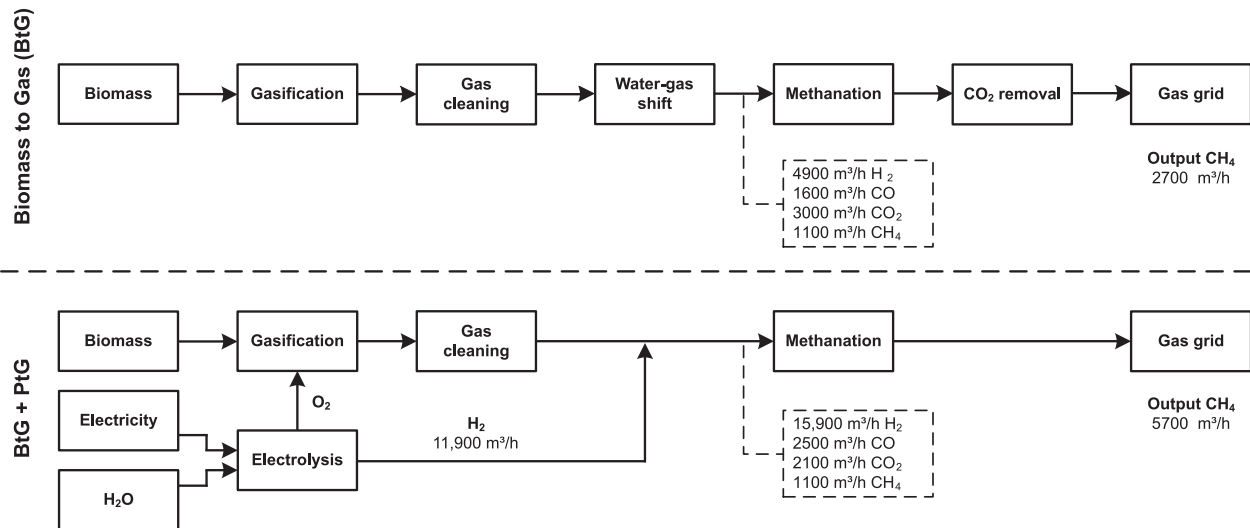 Biomass to Gas (BtG)
Biomass
Gasification
Gas
cleaning
Water-gas
shift
Methanation
CO₂ removal
Gas grid
Output CH₄
2700 m³/h
4900 m³/h H₂
1600 m³/h CO
3000 m³/h CO₂
1100 m³/h CH₄
BtG + PtG
Biomass
Gasification
Gas
cleaning
Methanation
Gas grid
Output CH₄
5700 m³/h
Electricity
O₂
H₂
11,900 m³/h
Electrolysis
H₂O
15,900 m³/h H₂
2500 m³/h CO
2100 m³/h CO₂
1100 m³/h CH₄